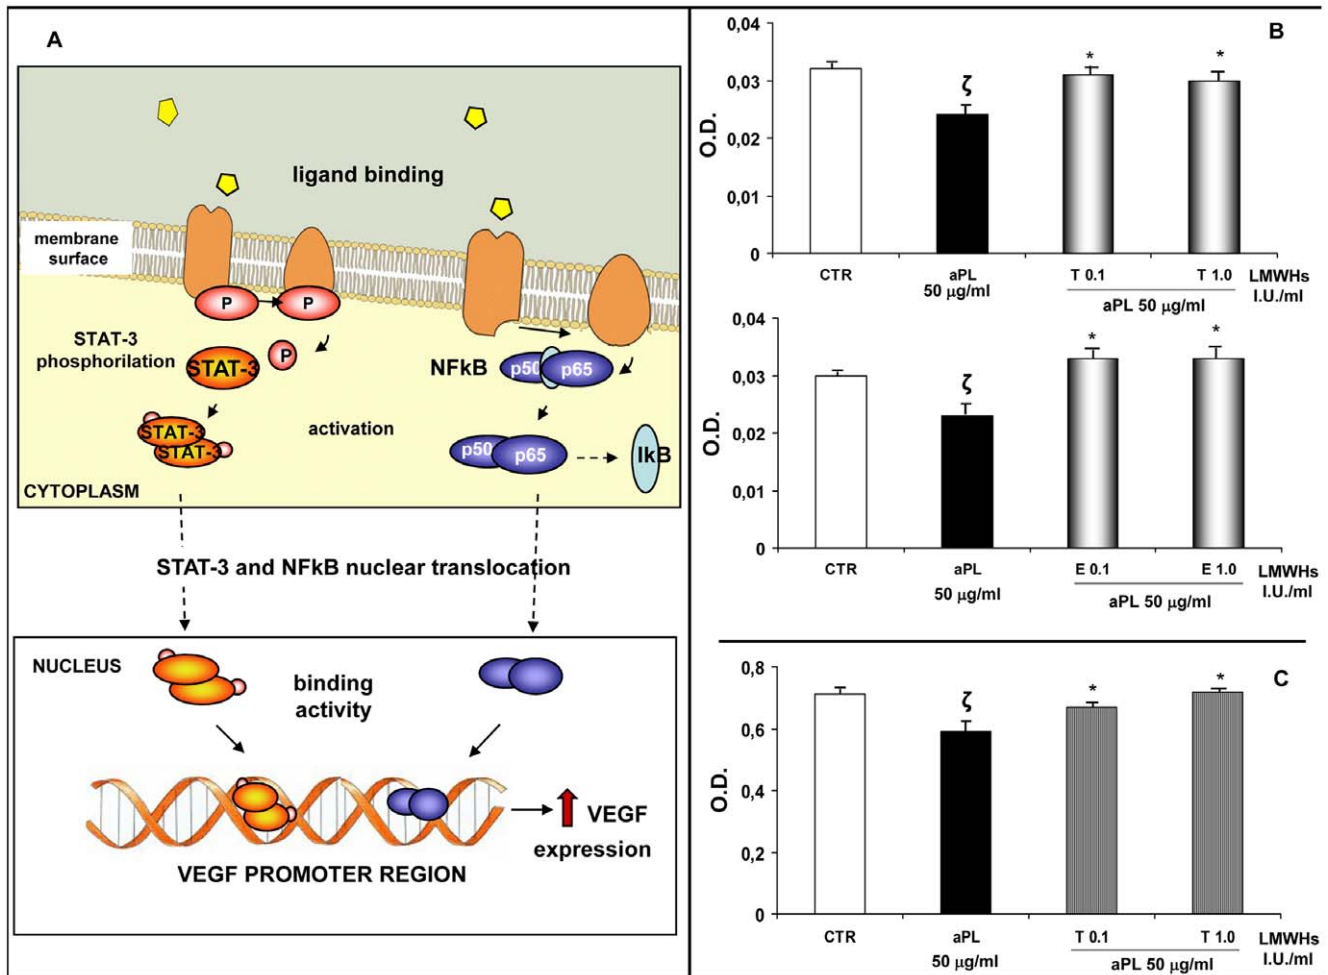 A
ligand binding
membrane
surface
P
P
STAT-3
phosphorilation
STAT-3
P
NFkB
p50
p65
STAT-3
STAT-3
activation
p50
p65
IkB
CYTOPLASM
STAT-3 and NFkB nuclear translocation
NUCLEUS
binding
activity
VEGF
expression
VEGF PROMOTER REGION
B
0,04
0,03
0,02
0,01
0
O.D.
ζ
*
*
CTR
aPL
50 μg/ml
T 0.1
T 1.0
LMWHs
I.U./ml
aPL 50 μg/ml
0,04
0,03
0,02
0,01
0
O.D.
ζ
*
*
CTR
aPL
50 μg/ml
E 0.1
E 1.0
LMWHs
I.U./ml
aPL 50 μg/ml
C
0,8
0,6
0,4
0,2
0
O.D.
ζ
*
*
CTR
aPL
50 μg/ml
T 0.1
T 1.0
LMWHs
I.U./ml
aPL 50 μg/ml